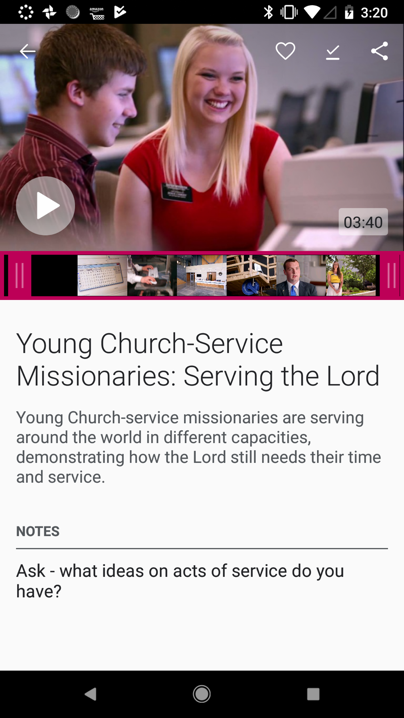 3:20
03:40
Young Church-Service
Missionaries: Serving the Lord
Young Church-service missionaries are serving
around the world in different capacities,
demonstrating how the Lord still needs their time
and service.
NOTES
Ask - what ideas on acts of service do you
have?